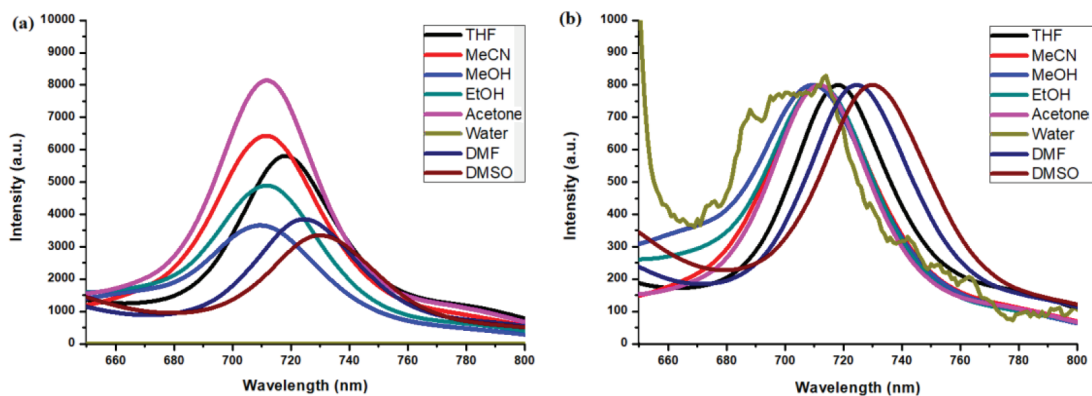 (a)
10000
9000
8000
7000
6000
5000
4000
3000
2000
1000
0
Intensity (a.u.)
660 680 700 720 740 760 780 800
Wavelength (nm)
THF
MeCN
MeOH
EtOH
Acetone
Water
DMF
DMSO
(b)
1000
900
800
700
600
500
400
300
200
100
0
Intensity (a.u.)
660 680 700 720 740 760 780 800
Wavelength (nm)
THF
MeCN
MeOH
EtOH
Acetone
Water
DMF
DMSO